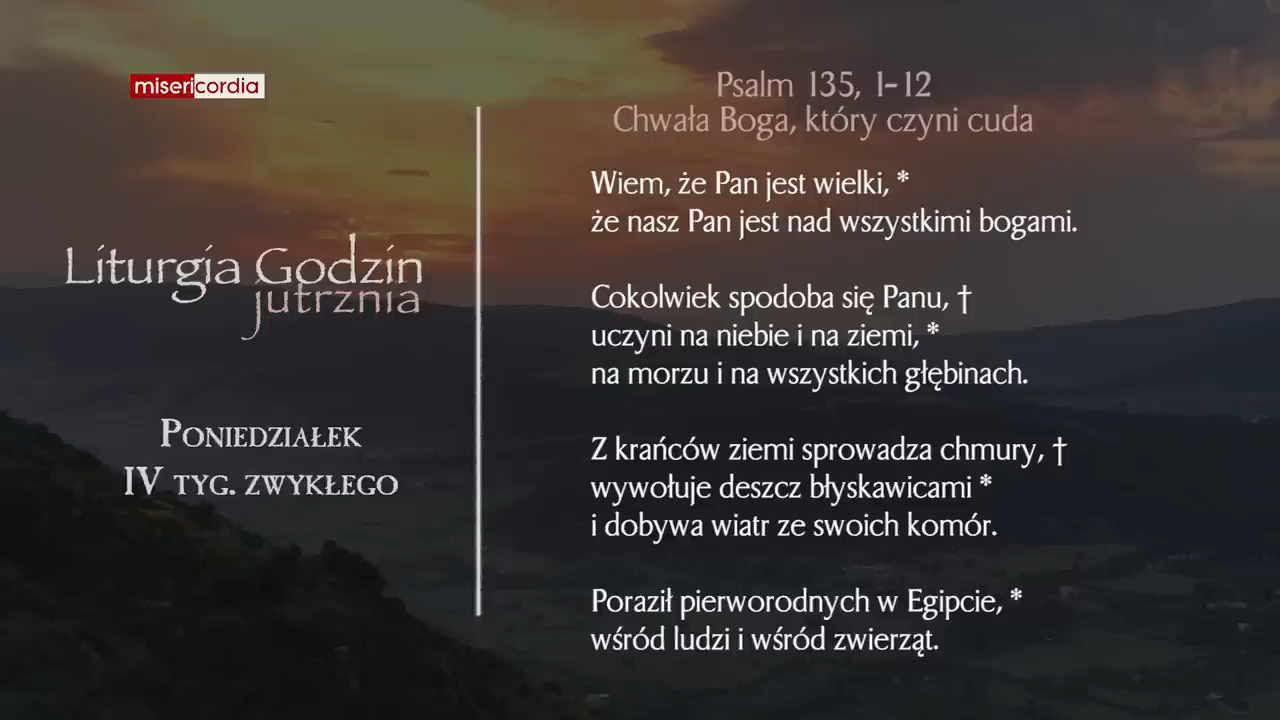 misericordia
Liturgia Godzin
jutrznia
Poniedziałek
IV tyg. zwykłego
Psalm 135, 1-12
Chwała Boga, który czyni cuda
Wiem, że Pan jest wielki, *
że nasz Pan jest nad wszystkimi bogami.
Cokolwiek spodoba się Panu, †
uczyni na niebie i na ziemi, *
na morzu i na wszystkich głębinach.
Z krańców ziemi sprowadza chmury, †
wywołuje deszcz błyskawicami *
i dobywa wiatr ze swoich komór.
Poraził pierworodnych w Egipcie, *
wśród ludzi i wśród zwierząt.